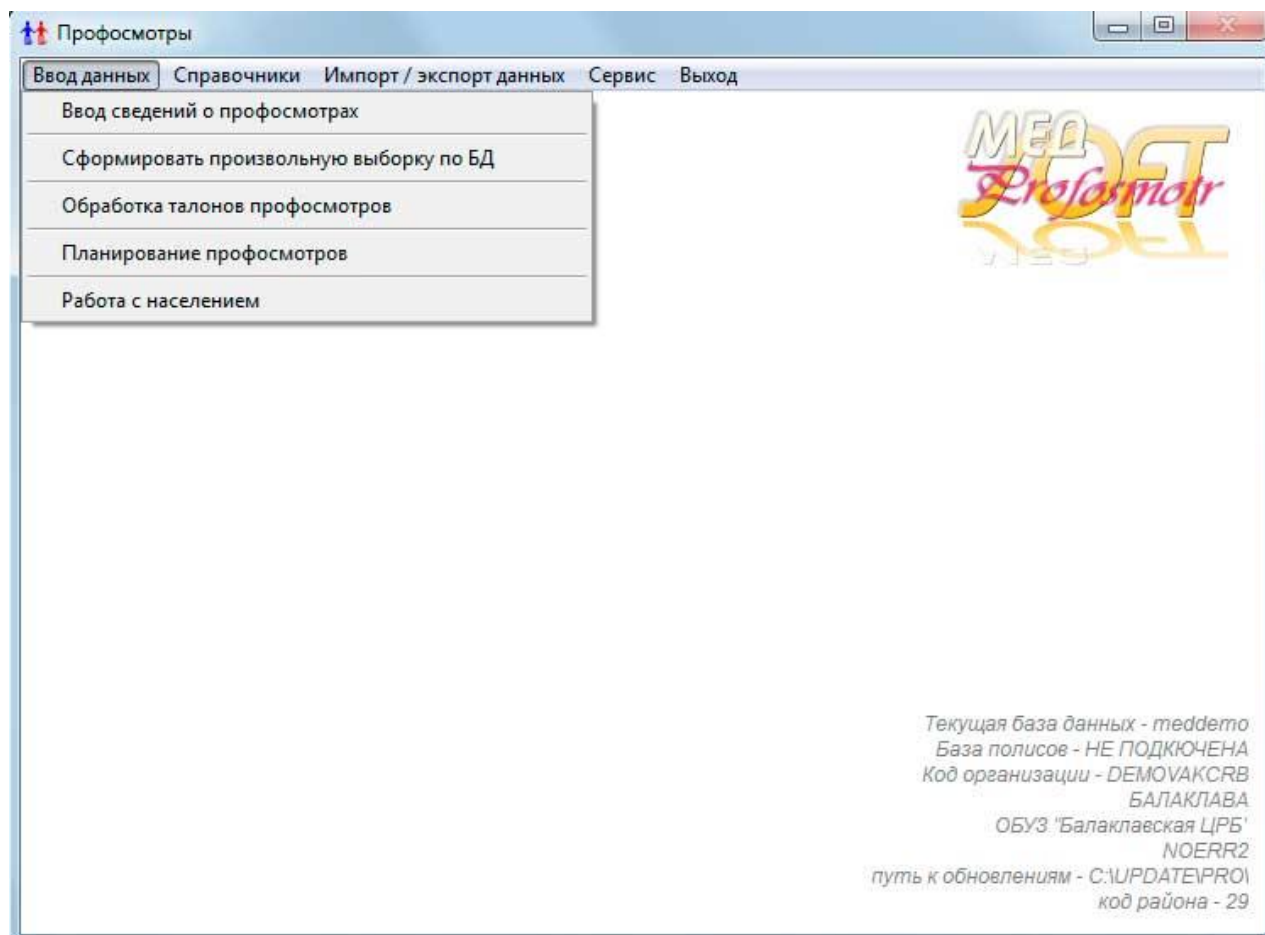 Профосмотры
Ввод данных Справочники Импорт / экспорт данных Сервис Выход
Ввод сведений о профосмотрах
Сформировать произвольную выборку по БД
Обработка талонов профосмотров
Планирование профосмотров
Работа с населением
МЕД
SOFT
Profosmotr
Текущая база данных - meddemo
База полисов - НЕ ПОДКЮЧЕНА
Код организации - DEMOVAKCRB
БАЛАКЛАВА
ОБУЗ "Балаклавская ЦРБ"
NOERR2
путь к обновлениям - C:\UPDATE\PRO\
код района - 29